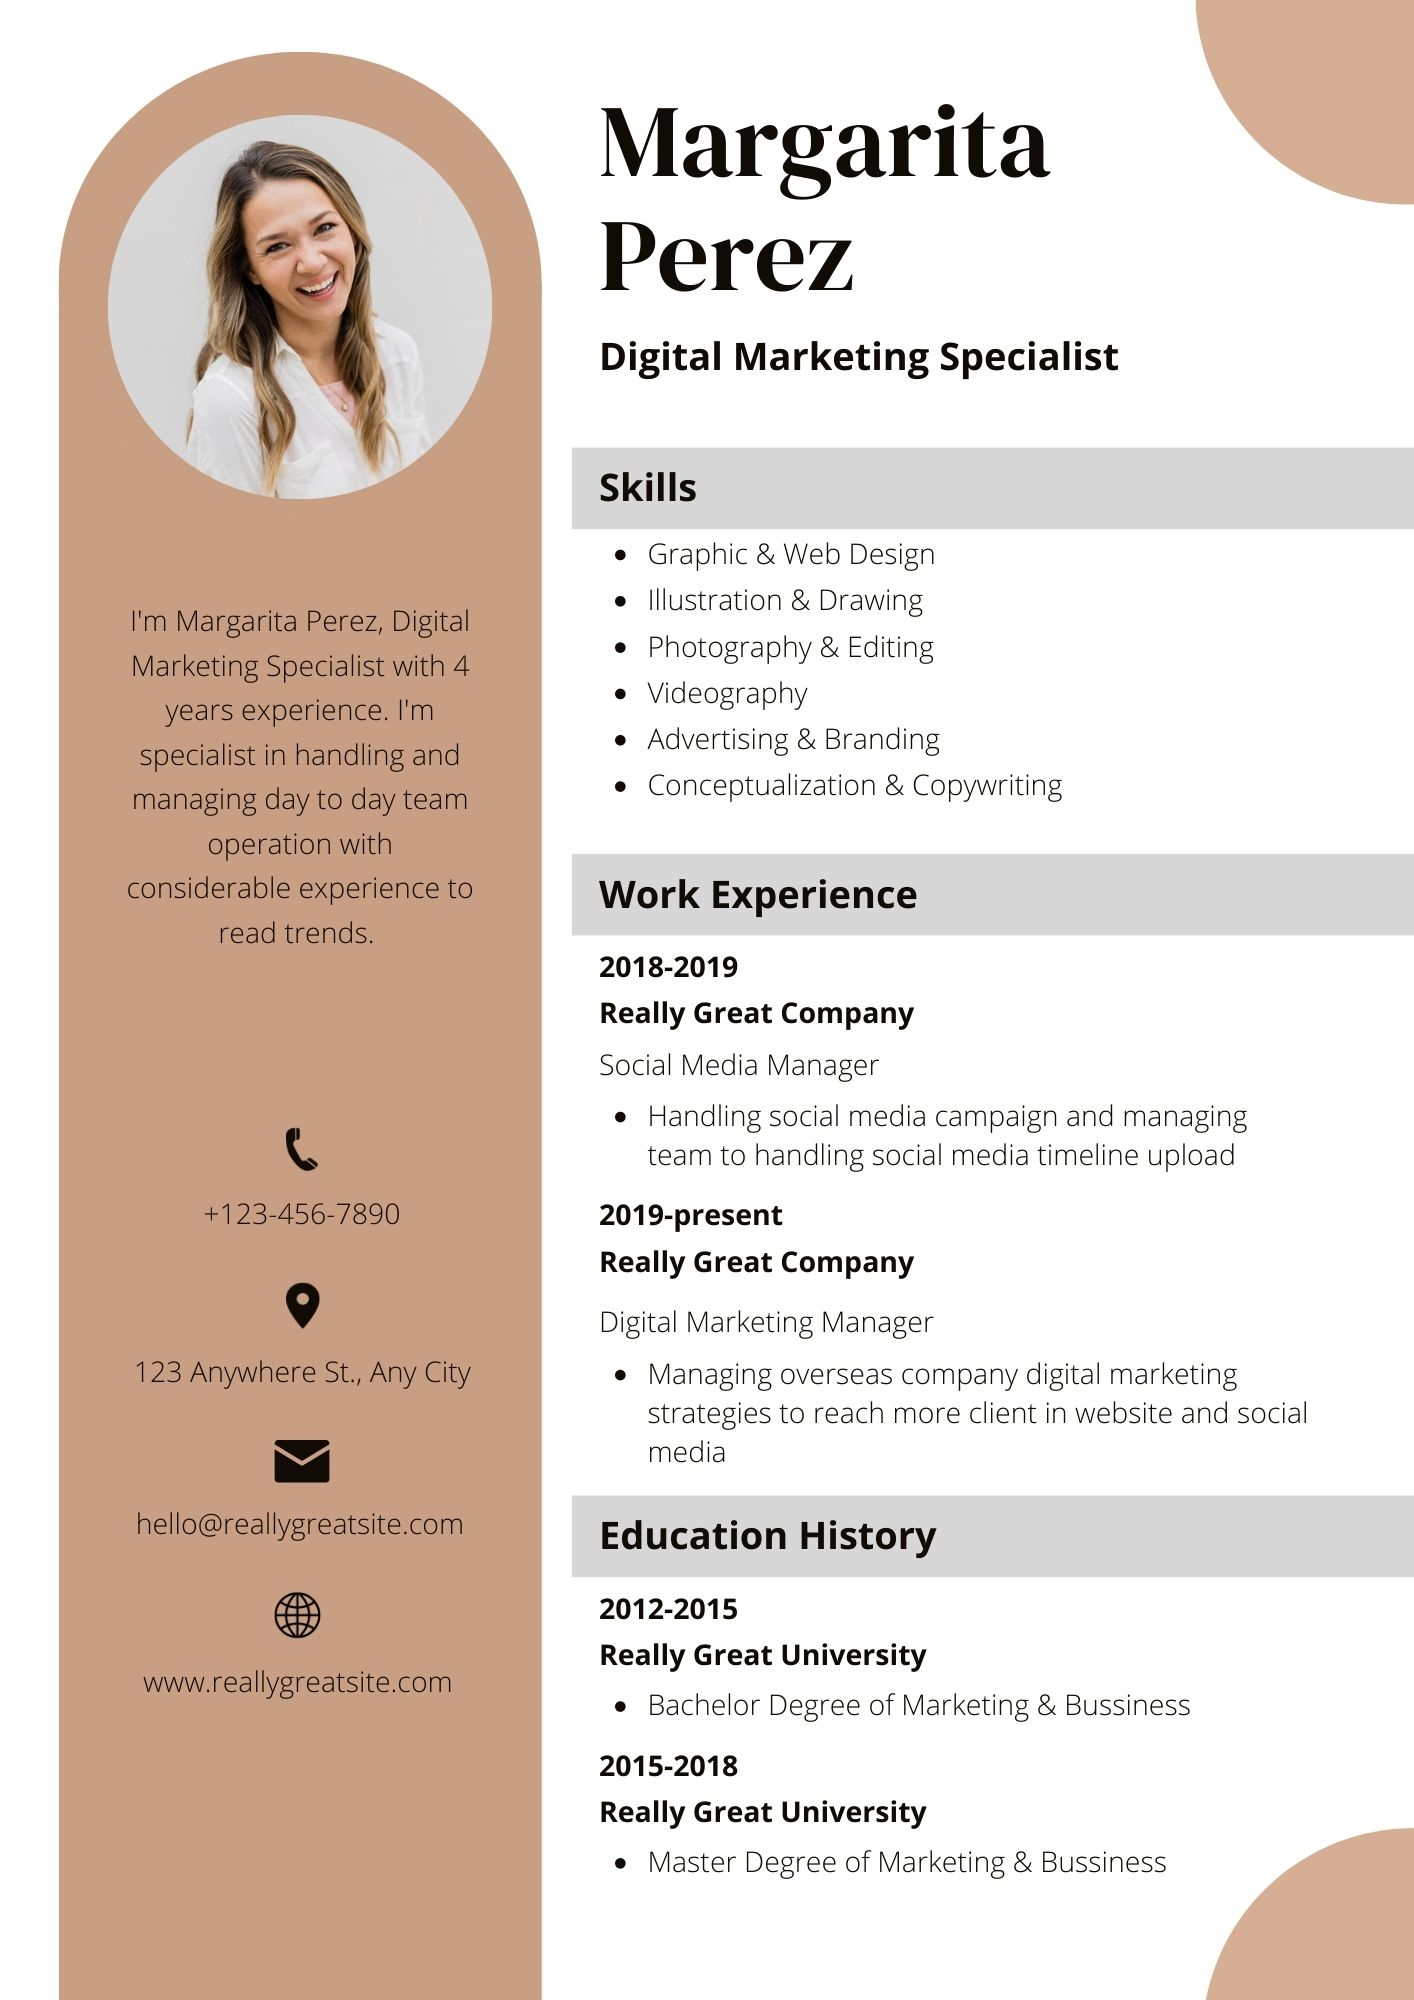 Margarita
Perez
Digital Marketing Specialist
I'm Margarita Perez, Digital
Marketing Specialist with 4
years experience. I'm
specialist in handling and
managing day to day team
operation with
considerable experience to
read trends.
+123-456-7890
123 Anywhere St., Any City
hello@reallygreatsite.com
www.reallygreatsite.com
Skills
• Graphic & Web Design
• Illustration & Drawing
• Photography & Editing
• Videography
• Advertising & Branding
• Conceptualization & Copywriting
Work Experience
2018-2019
Really Great Company
Social Media Manager
• Handling social media campaign and managing
team to handling social media timeline upload
2019-present
Really Great Company
Digital Marketing Manager
• Managing overseas company digital marketing
strategies to reach more client in website and social
media
Education History
2012-2015
Really Great University
• Bachelor Degree of Marketing & Bussiness
2015-2018
Really Great University
• Master Degree of Marketing & Bussiness